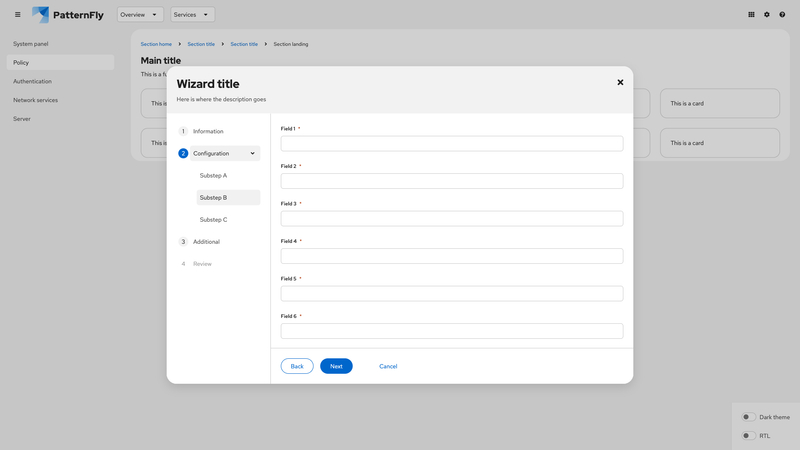 PatternFly
Overview
Services
System panel
Policy
Authentication
Network services
Server
Section home
Section title
Section title
Section landing
Main title
This is a fu
This is
This is a card
This is
This is a card
Wizard title
Here is where the description goes
1 Information
2 Configuration
Substep A
Substep B
Substep C
3 Additional
4 Review
Field 1 *
Field 2 *
Field 3 *
Field 4 *
Field 5 *
Field 6 *
Back
Next
Cancel
Dark theme
RTL